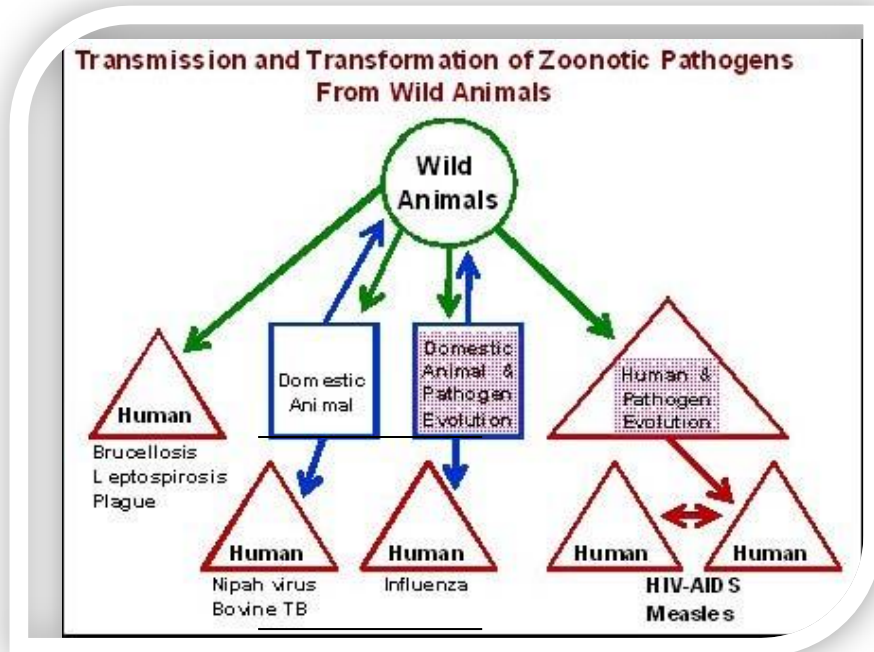 Transmission and Transformation of Zoonotic Pathogens
From Wild Animals
Wild
Animals
Human
Brucellosis
Leptospirosis
Plague
Domestic
Animal
Domestic
Animal &
Pathogen
Evolution
Human &
Pathogen
Evolution
Human
Nipah virus
Bovine TB
Human
Influenza
Human
Human
HIV-AIDS
Measles